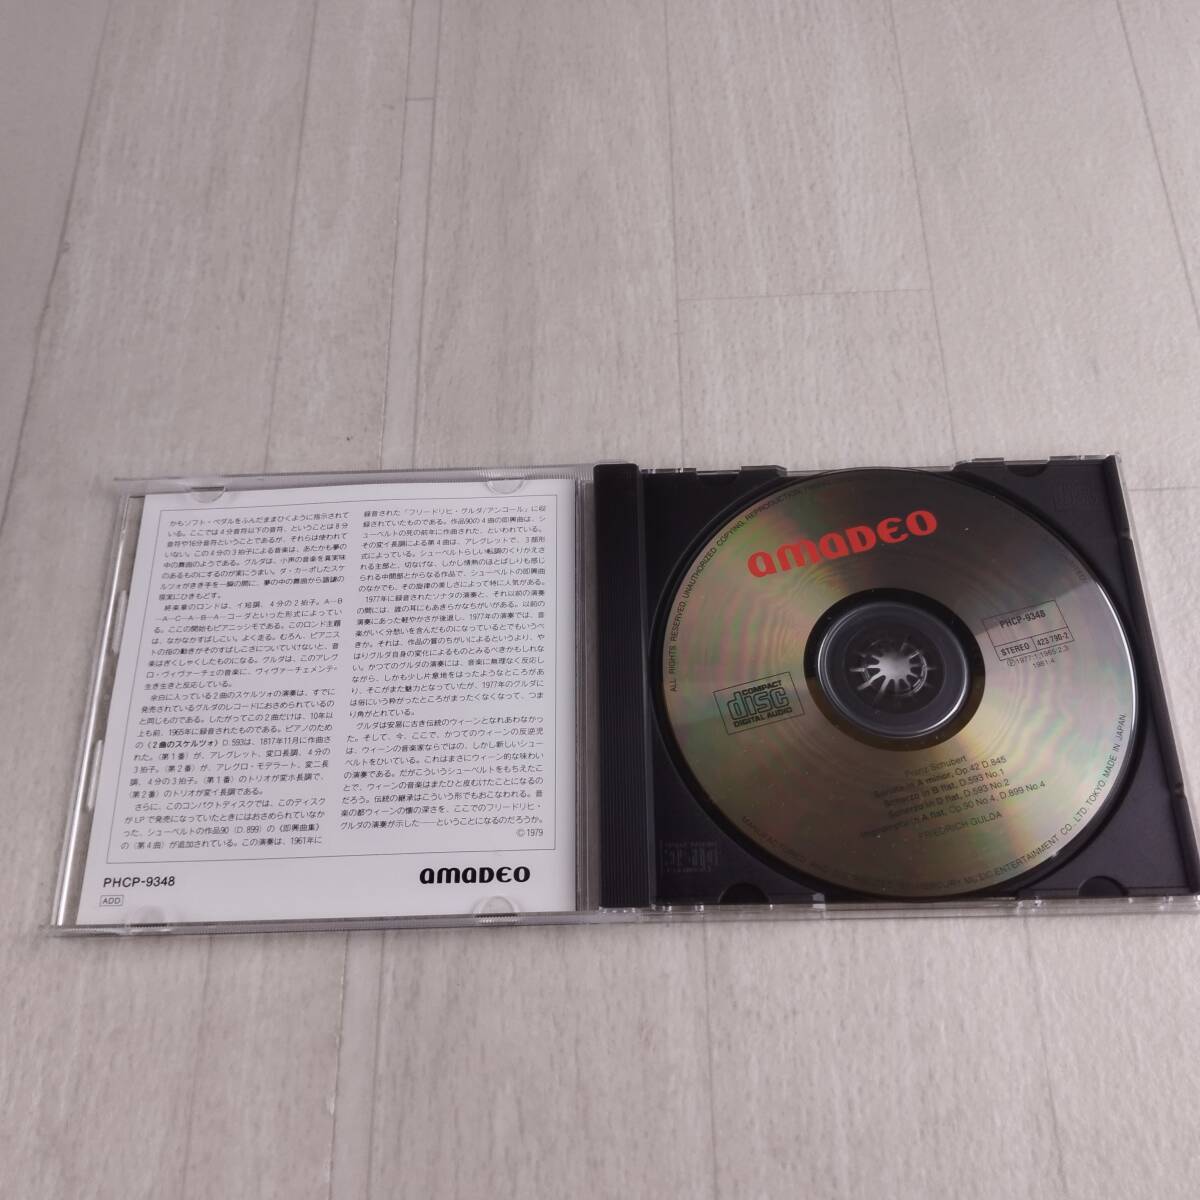 かもソフト・ペダルをふんだままひくように指示されて
いる。ここでは4分音符以下の音符、ということは8分
音符や16分音符ということであるが、それらは使われて
いない。この4分の3拍子による音楽は、あたかも夢の
中の舞曲のようである。グルダは、小声の音楽を真実味
のあるものにするのが実にうまい。ダ・カーポしたスケ
ルツォがきき手を一瞬の間に、夢の中の舞曲から諧謔の
現実にひきもどす。
終楽章のロンドは、イ短調、4分の2拍子。A—B
—A—C—A—B—A—コーダといった形式によってい
る。ここの開始もピアニッシモである。このロンド主題
は、なかなかすばしこい。よく走る。むろん、ピアニス
トの指の動きがそのすばしこさについていけないと、音
楽はぎくしゃくしたものになる。グルダは、このアレグ
ロ・ヴィヴァーチェの音楽に、ヴィヴァーチェメンテ=
生き生きと反応している。
余白に入っている2曲のスケルツォの演奏は、すでに
発売されているグルダのレコードにおさめられているの
と同じものである。したがってこの2曲だけは、10年以
上も前、1965年に録音されたものである。ピアノのため
の《2曲のスケルツォ》D.593は、1817年11月に作曲さ
れた。〈第1番〉が、アレグレット、変ロ長調、4分の
3拍子。〈第2番〉が、アレグロ・モデラート、変ニ長
調、4分の3拍子。〈第1番〉のトリオが変ホ長調で、
〈第2番〉のトリオが変イ長調である。
さらに、このコンパクトディスクでは、このディスク
がLPで発売になっていたときにはおさめられていなか
った、シューベルトの作品90（D.899）の《即興曲集》
の〈第4曲〉が追加されている。この演奏は、1961年に
録音された「フリードリヒ・グルダ/アンコール」に収
録されていたものである。作品90の4曲の即興曲は、シ
ューベルトの死の前年に作曲された、といわれている。
その変イ長調による第4曲は、アレグレットで、3部形
式によっている。シューベルトらしい転調のくりかえさ
れる主部と、切なげな、しかし情熱のほとばしりも感じ
られる中間部とからなる作品で、シューベルトの即興曲
のなかでも、その旋律の美しさによって特に人気がある。
1977年に録音されたソナタの演奏と、それ以前の演奏
の間には、誰の耳にもあきらかなちがいがある。以前の
演奏にあった軽やかさが後退し、1977年の演奏では、音
楽がいく分愁いを含んだものになっているとでもいうべ
きか。それは、作品の質のちがいによるというより、や
はりグルダ自身の変化によるものとみるべきかもしれな
い。かつてのグルダの演奏には、音楽に無理なく反応し
ながら、しかも少し片意地をはったようなところがあ
り、そこがまた魅力となっていたが、1977年のグルダに
は俗にいう粋がったところがまったくなくなって、つま
り角がとれている。
グルダは安易に古き伝統のウィーンとなれあわなかっ
た。そして、今、ここで、かつてのウィーンの反逆児
は、ウィーンの音楽家ならではの、しかし新しいシュー
ベルトをひいている。これはまさにウィーン的な味わい
の演奏である。だがこういうシューベルトをもちえたこ
とで、ウィーンの音楽はまたひと皮むけたことになるの
だろう。伝統の継承はこういう形でもおこなわれる。音
楽の都ウィーンの懐の深さを、ここでのフリードリヒ・
グルダの演奏が示した——ということになるのだろうか。
©1979
PHCP-9348
ADD
amadeo
amadeo
PHCP-9348
STEREO 423 790-2
Ⓟ1977:1, 1965:2,3
1961:4
COMPACT
disc
DIGITAL AUDIO
Franz Schubert
Sonata in A minor, Op.42 D.845
Scherzo in B flat, D.593 No.1
Scherzo in D flat, D.593 No.2
Impromptu in A flat, Op.90 No.4, D.899 No.4
FRIEDRICH GULDA
ALL RIGHTS RESERVED. UNAUTHORIZED COPYING, REPRODUCTION,
MERCURY MUSIC ENTERTAINMENT CO., LTD. TOKYO, MADE IN JAPAN.